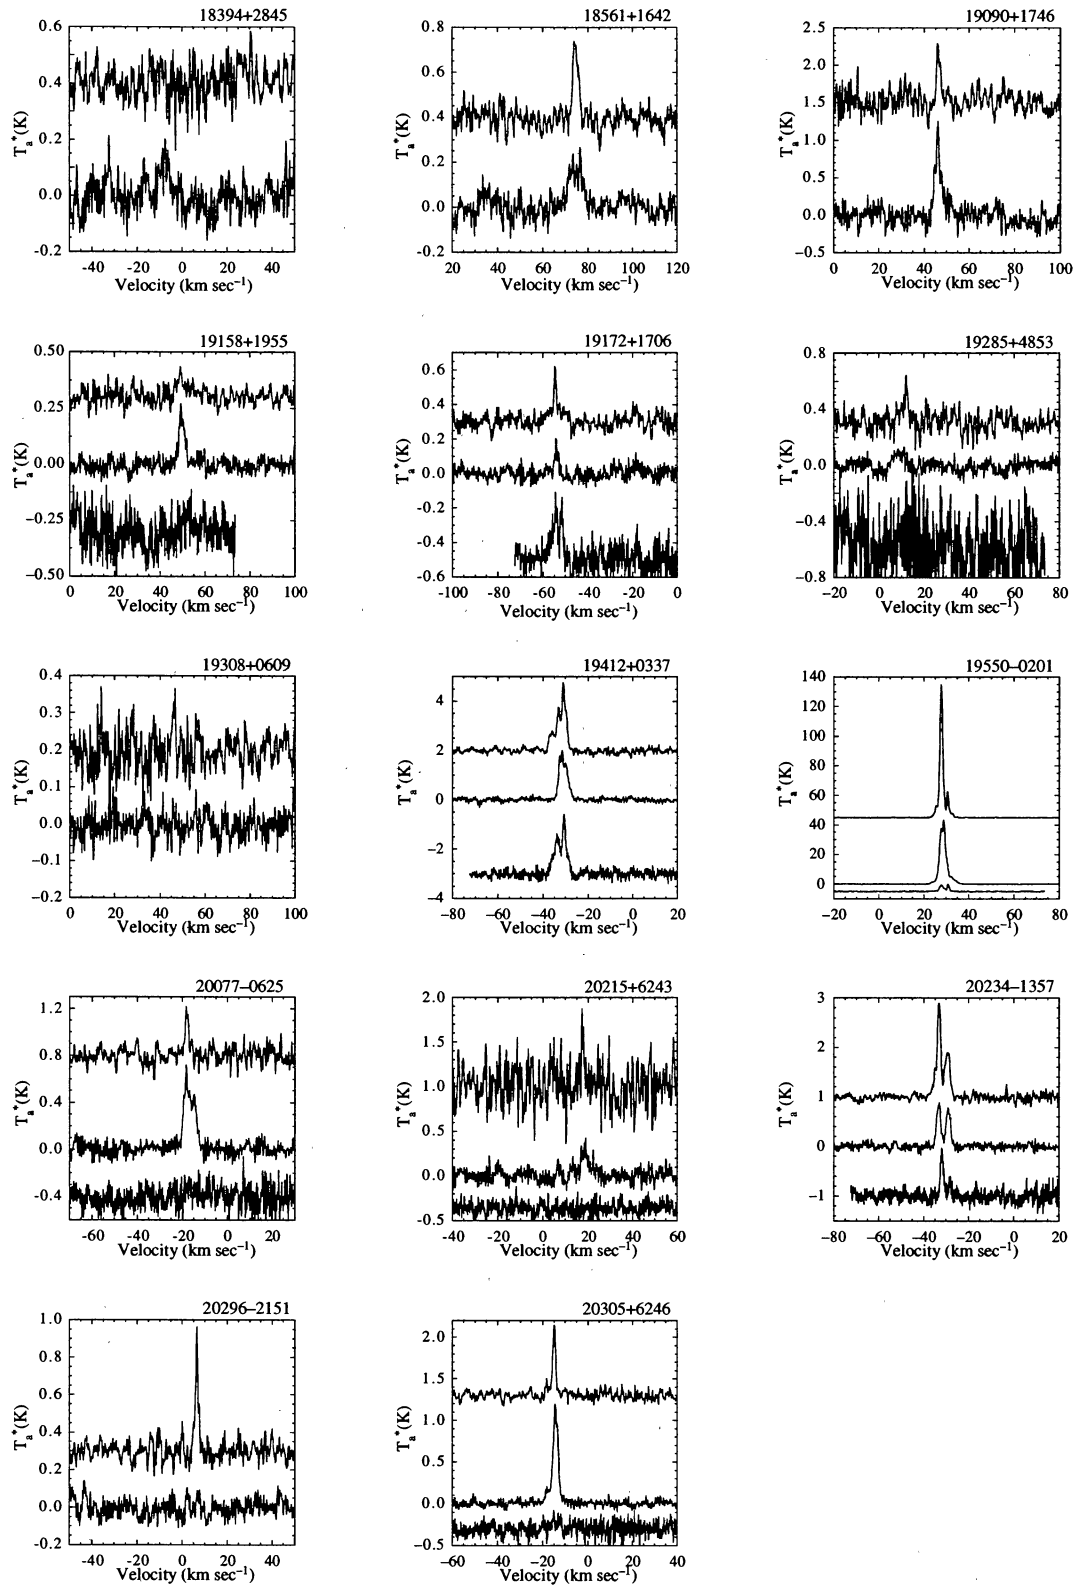 18394+2845
0.6
0.4
0.2
0.0
-0.2
-40 -20 0 20 40
Velocity (km sec⁻¹)
Tₐ*(K)
18561+1642
0.8
0.6
0.4
0.2
0.0
-0.2
20 40 60 80 100 120
Velocity (km sec⁻¹)
Tₐ*(K)
19090+1746
2.5
2.0
1.5
1.0
0.5
0.0
−0.5
0 20 40 60 80 100
Velocity (km sec⁻¹)
Tₐ*(K)
19158+1955
0.50
0.25
0.00
−0.25
−0.50
0 20 40 60 80 100
Velocity (km sec⁻¹)
Tₐ*(K)
19172+1706
0.6
0.4
0.2
0.0
-0.2
-0.4
-0.6
-100 -80 -60 -40 -20 0
Velocity (km sec⁻¹)
Tₐ*(K)
19285+4853
0.8
0.4
0.0
−0.4
−0.8
−20 0 20 40 60 80
Velocity (km sec⁻¹)
Tₐ*(K)
19308+0609
0.4
0.3
0.2
0.1
0.0
−0.1
−0.2
0 20 40 60 80 100
Velocity (km sec⁻¹)
Tₐ*(K)
19412+0337
4
2
0
−2
−4
−80 −60 −40 −20 0 20
Velocity (km sec⁻¹)
Tₐ*(K)
19550−0201
140
120
100
80
60
40
20
0
−20 0 20 40 60 80
Velocity (km sec⁻¹)
Tₐ*(K)
20077−0625
1.2
0.8
0.4
0.0
-0.4
-60 -40 -20 0 20
Velocity (km sec⁻¹)
Tₐ*(K)
20215+6243
2.0
1.5
1.0
0.5
0.0
-0.5
-40 -20 0 20 40 60
Velocity (km sec⁻¹)
Tₐ*(K)
20234−1357
3
2
1
0
−1
−80 −60 −40 −20 0 20
Velocity (km sec⁻¹)
Tₐ*(K)
20296−2151
1.0
0.8
0.6
0.4
0.2
0.0
-0.2
-40 -20 0 20 40
Velocity (km sec⁻¹)
Tₐ*(K)
20305+6246
2.0
1.5
1.0
0.5
0.0
−0.5
−60 −40 −20 0 20 40
Velocity (km sec⁻¹)
Tₐ*(K)